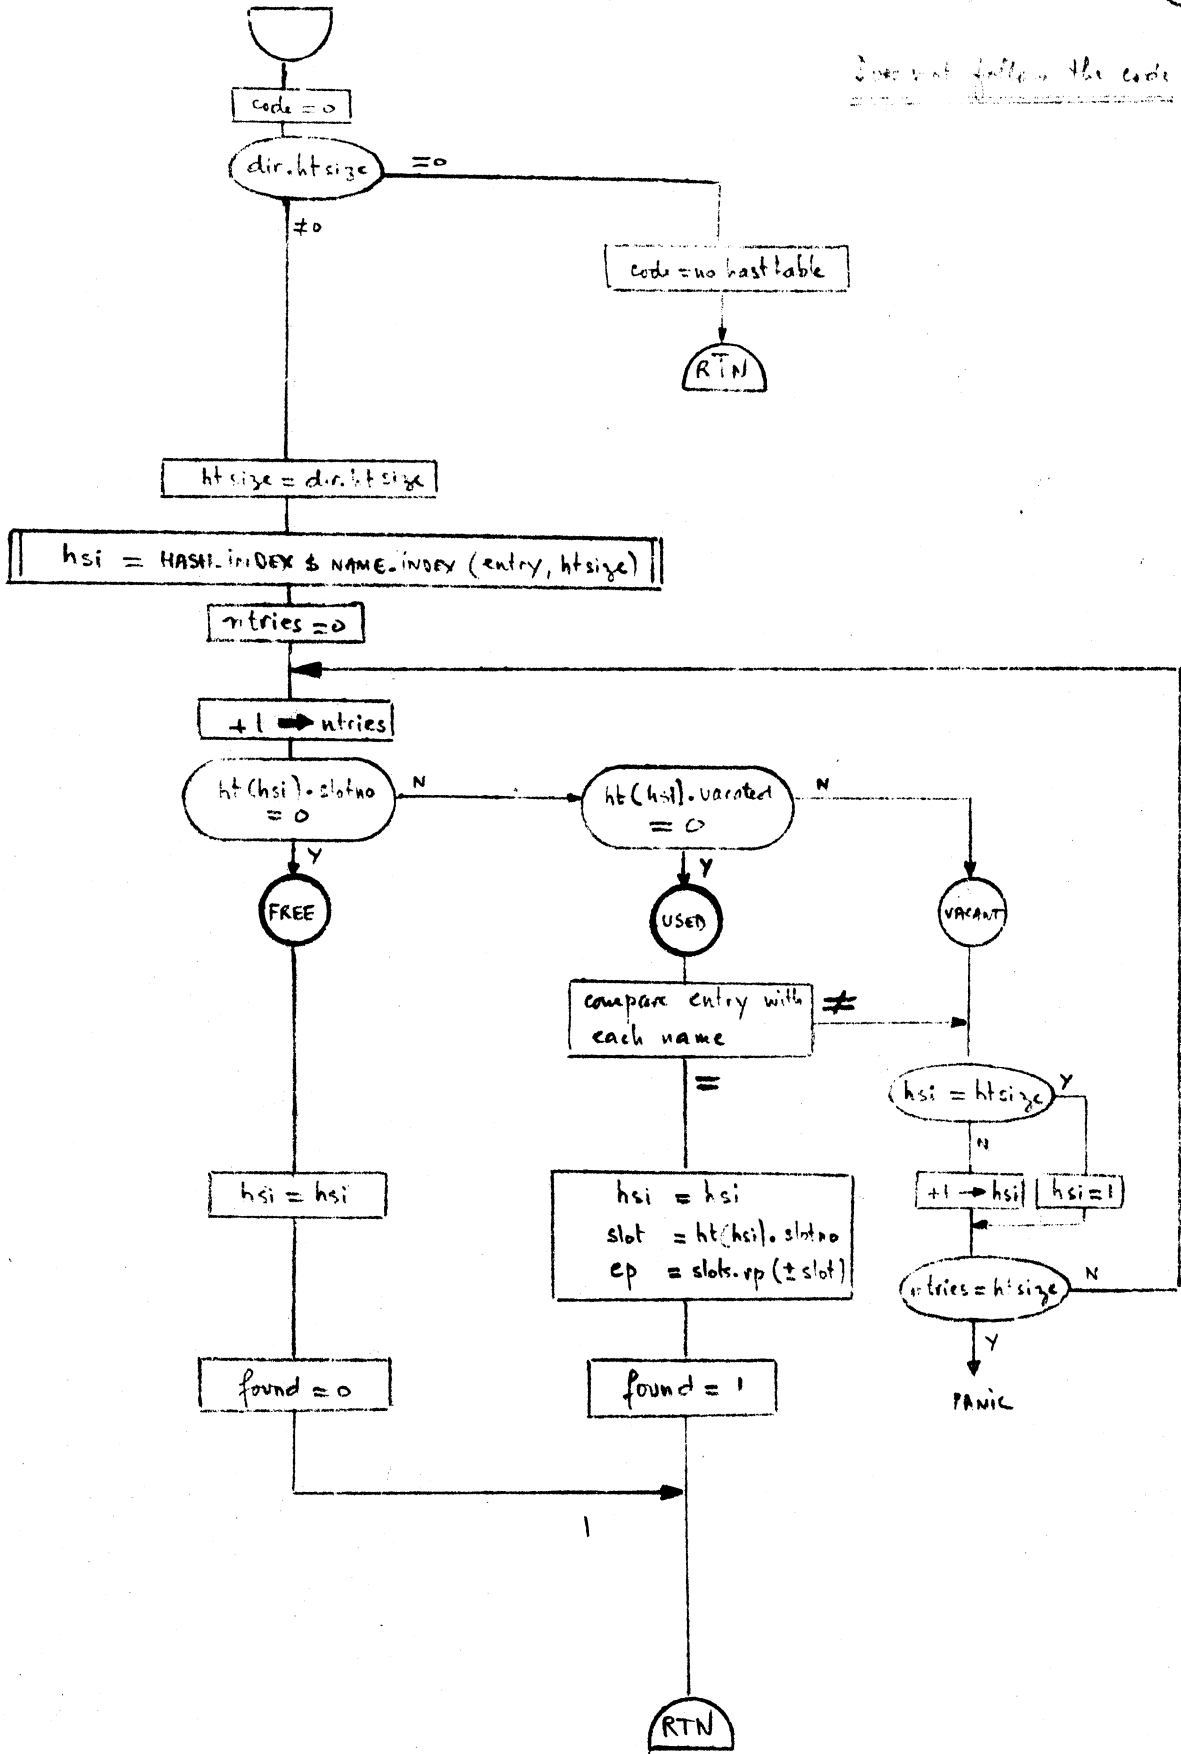 Does not follow the code
code = 0
dir.htsize
=0
≠0
code = no hast table
RTN
htsize = dir.htsize
hsi = HASH_INDEX $ NAME_INDEX (entry, htsize)
ntries = 0
+1 → ntries
ht(hsi).slotno
= 0
N
Y
ht(hsi).vacated
= 0
N
Y
FREE
USED
VACANT
compare entry with
each name
≠
=
hsi = htsize
Y
N
+1 → hsi
hsi = 1
hsi = hsi
hsi = hsi
slot = ht(hsi).slotno
ep = slots.rp (± slot)
ntries = htsize
N
Y
PANIC
found = 0
found = 1
1
RTN